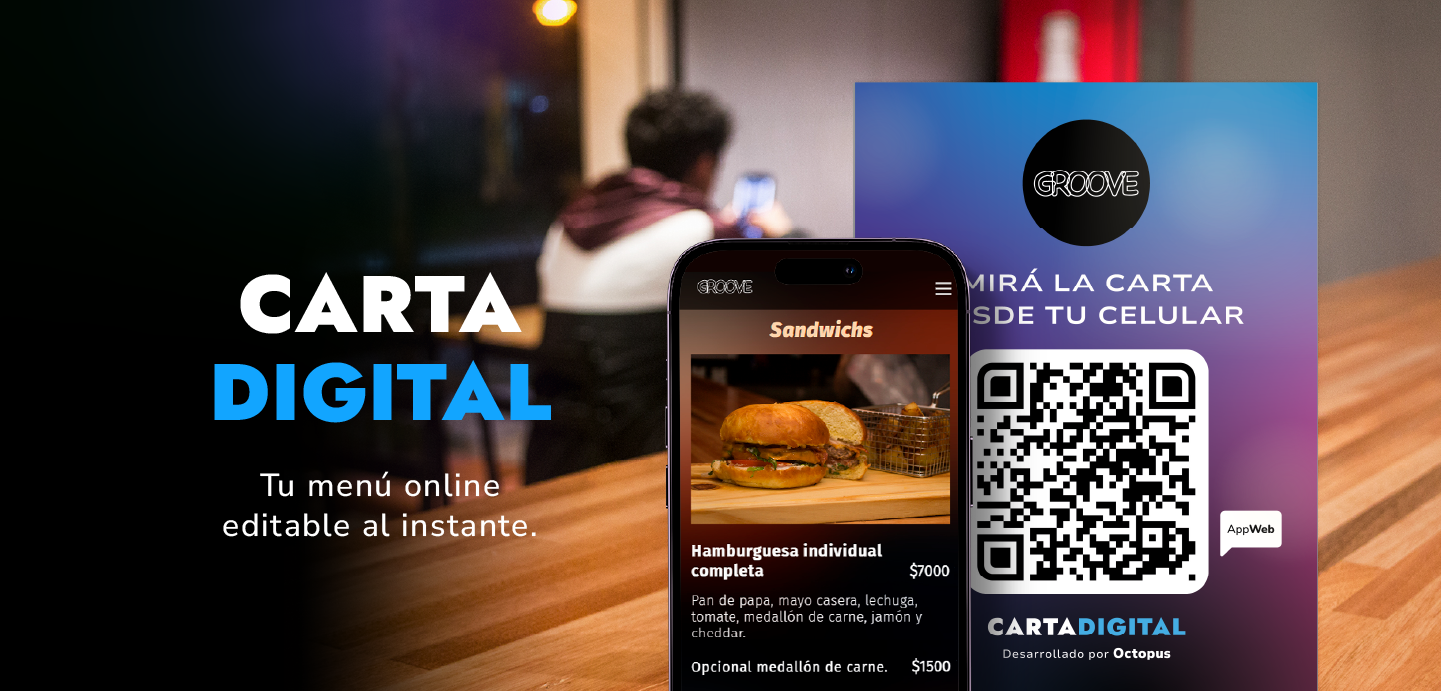 CARTA
DIGITAL
Tu menú online
editable al instante.
GROOVE
Sandwichs
Hamburguesa individual
completa $7000
Pan de papa, mayo casera, lechuga,
tomate, medallón de carne, jamón y
cheddar.
Opcional medallón de carne. $1500
GROOVE
MIRÁ LA CARTA
SDE TU CELULAR
AppWeb
CARTADIGITAL
Desarrollado por Octopus